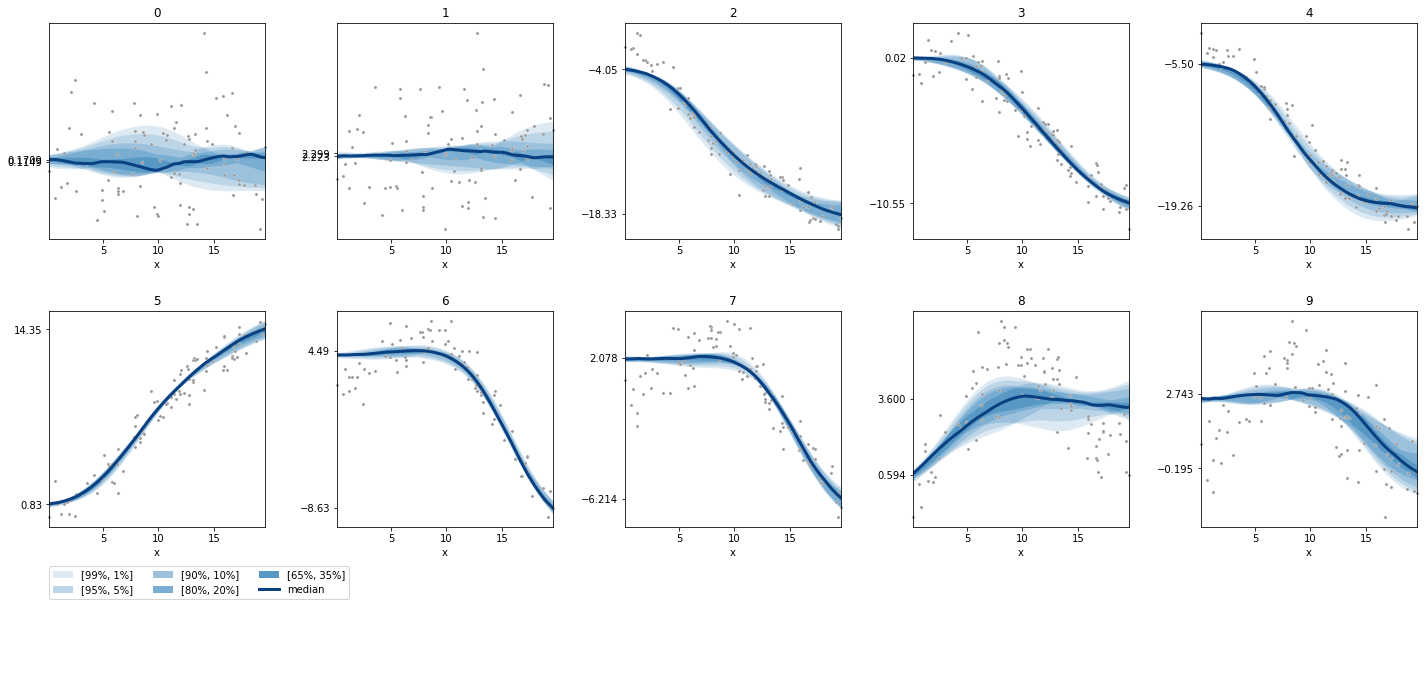 0 1 2 3 4
−4.05 0.02 −5.50
2.299
2.223
−18.33 −10.55 −19.26
5 10 15 5 10 15 5 10 15 5 10 15 5 10 15
x x x x x
5 6 7 8 9
14.35 4.49 2.078 3.600 2.743
0.83 −8.63 −6.214 0.594 −0.195
5 10 15 5 10 15 5 10 15 5 10 15 5 10 15
x x x x x
[99%, 1%] [90%, 10%] [65%, 35%]
[95%, 5%] [80%, 20%] median